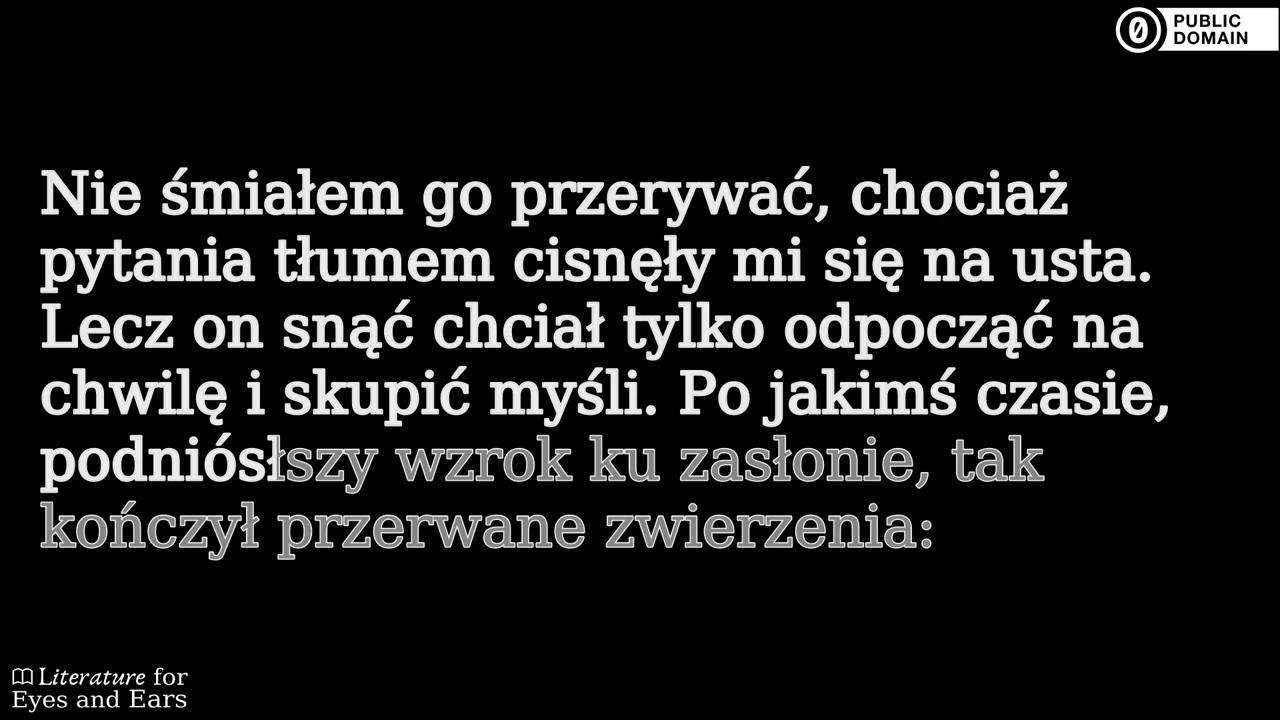 PUBLIC
DOMAIN
Nie śmiałem go przerywać, chociaż
pytania tłumem cisnęły mi się na usta.
Lecz on snąć chciał tylko odpocząć na
chwilę i skupić myśli. Po jakimś czasie,
podniósłszy wzrok ku zasłonie, tak
kończył przerwane zwierzenia:
Literature for
Eyes and Ears